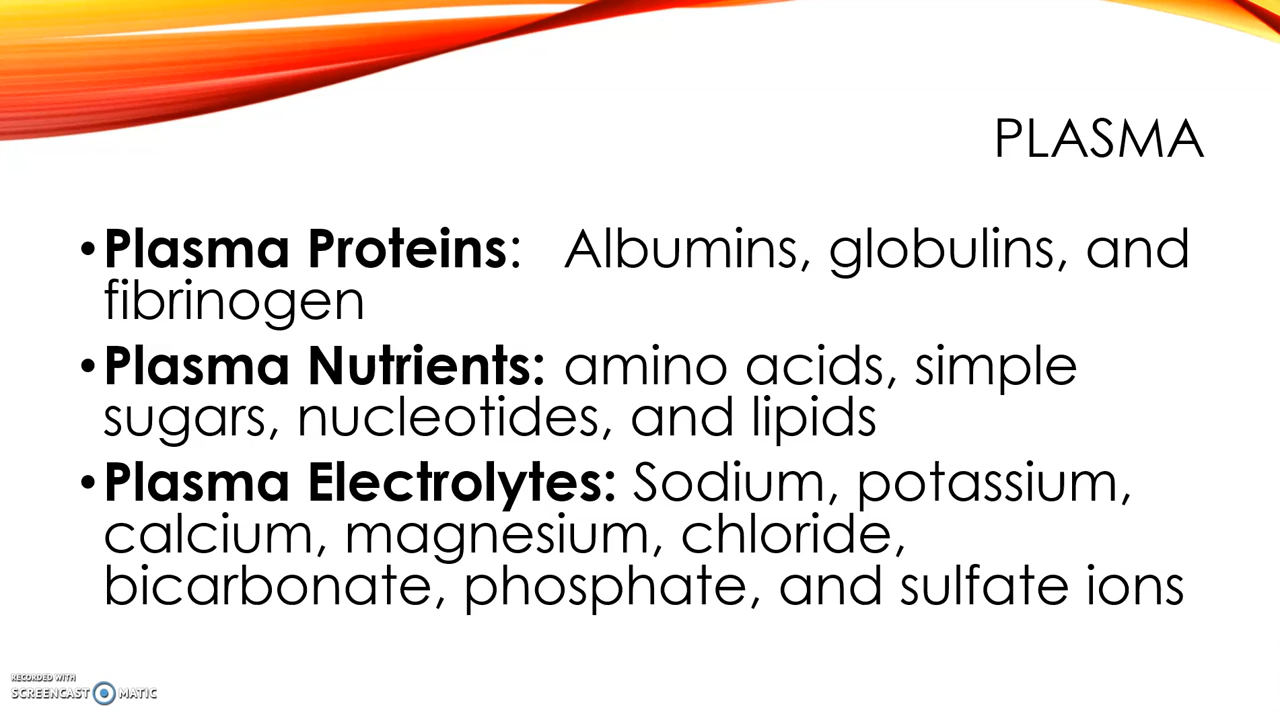 PLASMA
•Plasma Proteins: Albumins, globulins, and
fibrinogen
•Plasma Nutrients: amino acids, simple
sugars, nucleotides, and lipids
•Plasma Electrolytes: Sodium, potassium,
calcium, magnesium, chloride,
bicarbonate, phosphate, and sulfate ions
RECORDED WITH
SCREENCAST MATIC